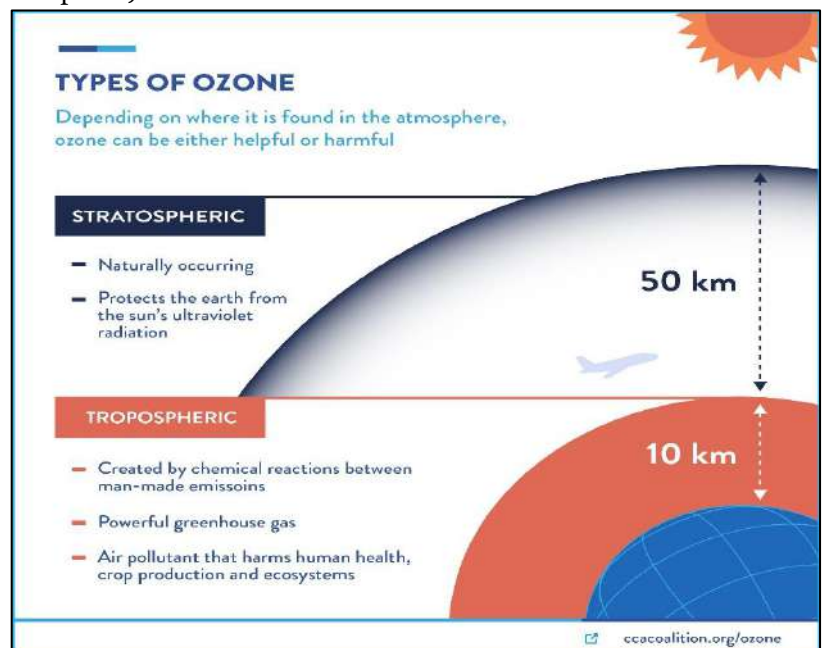 TYPES OF OZONE
Depending on where it is found in the atmosphere,
ozone can be either helpful or harmful
STRATOSPHERIC
– Naturally occurring
– Protects the earth from
the sun's ultraviolet
radiation
50 km
TROPOSPHERIC
– Created by chemical reactions between
man-made emissoins
– Powerful greenhouse gas
– Air pollutant that harms human health,
crop production and ecosystems
10 km
ccacoalition.org/ozone